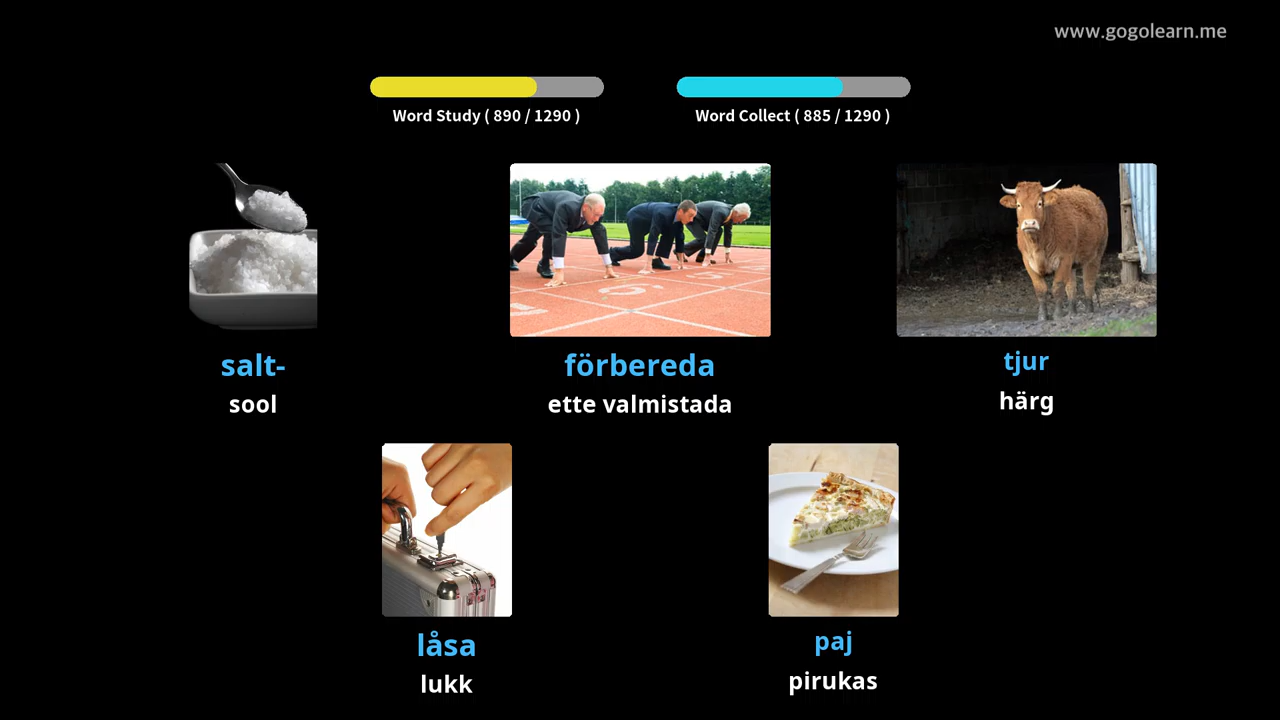 www.gogolearn.me
Word Study ( 890 / 1290 )
Word Collect ( 885 / 1290 )
salt-
sool
förbereda
ette valmistada
tjur
härg
låsa
lukk
paj
pirukas